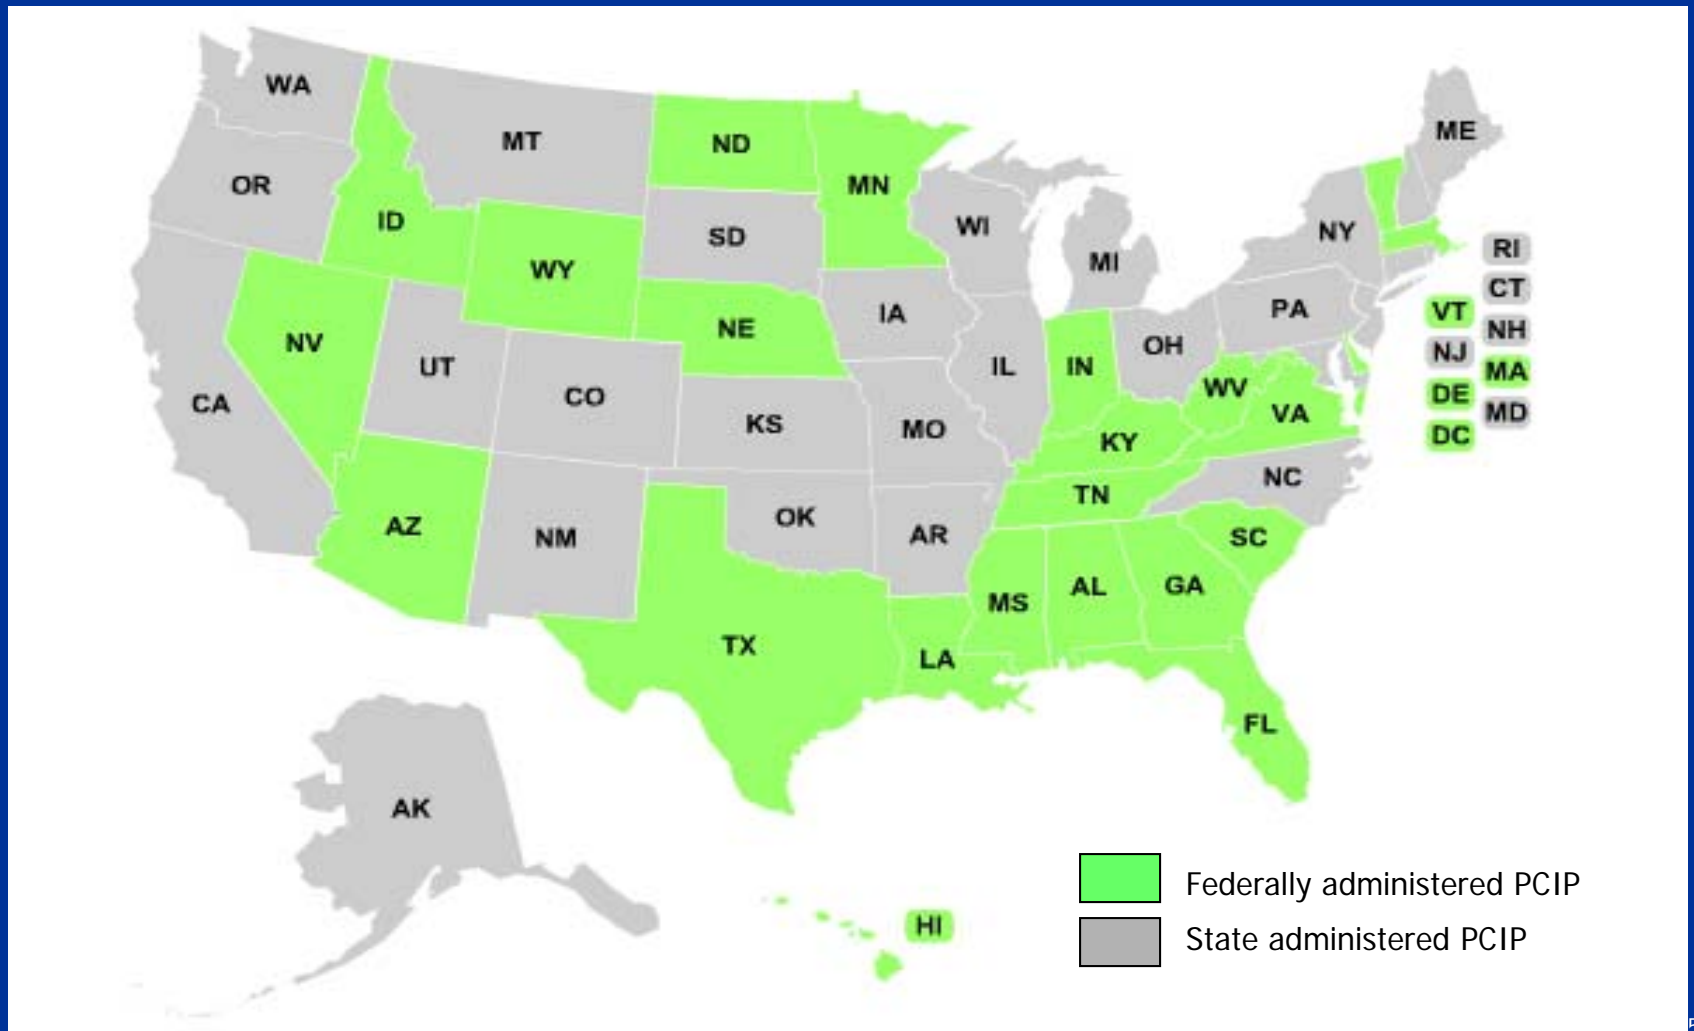 WA
ME
MT
ND
OR
MN
ID
WI
NY
SD
RI
MI
WY
CT
IA
PA
VT
NE
NH
NV
OH
NJ
UT
IL
IN
MA
WV
DE
CO
CA
VA
MD
KS
MO
DC
KY
NC
TN
OK
AZ
AR
NM
SC
GA
AL
MS
TX
LA
FL
AK
Federally administered PCIP
HI
State administered PCIP